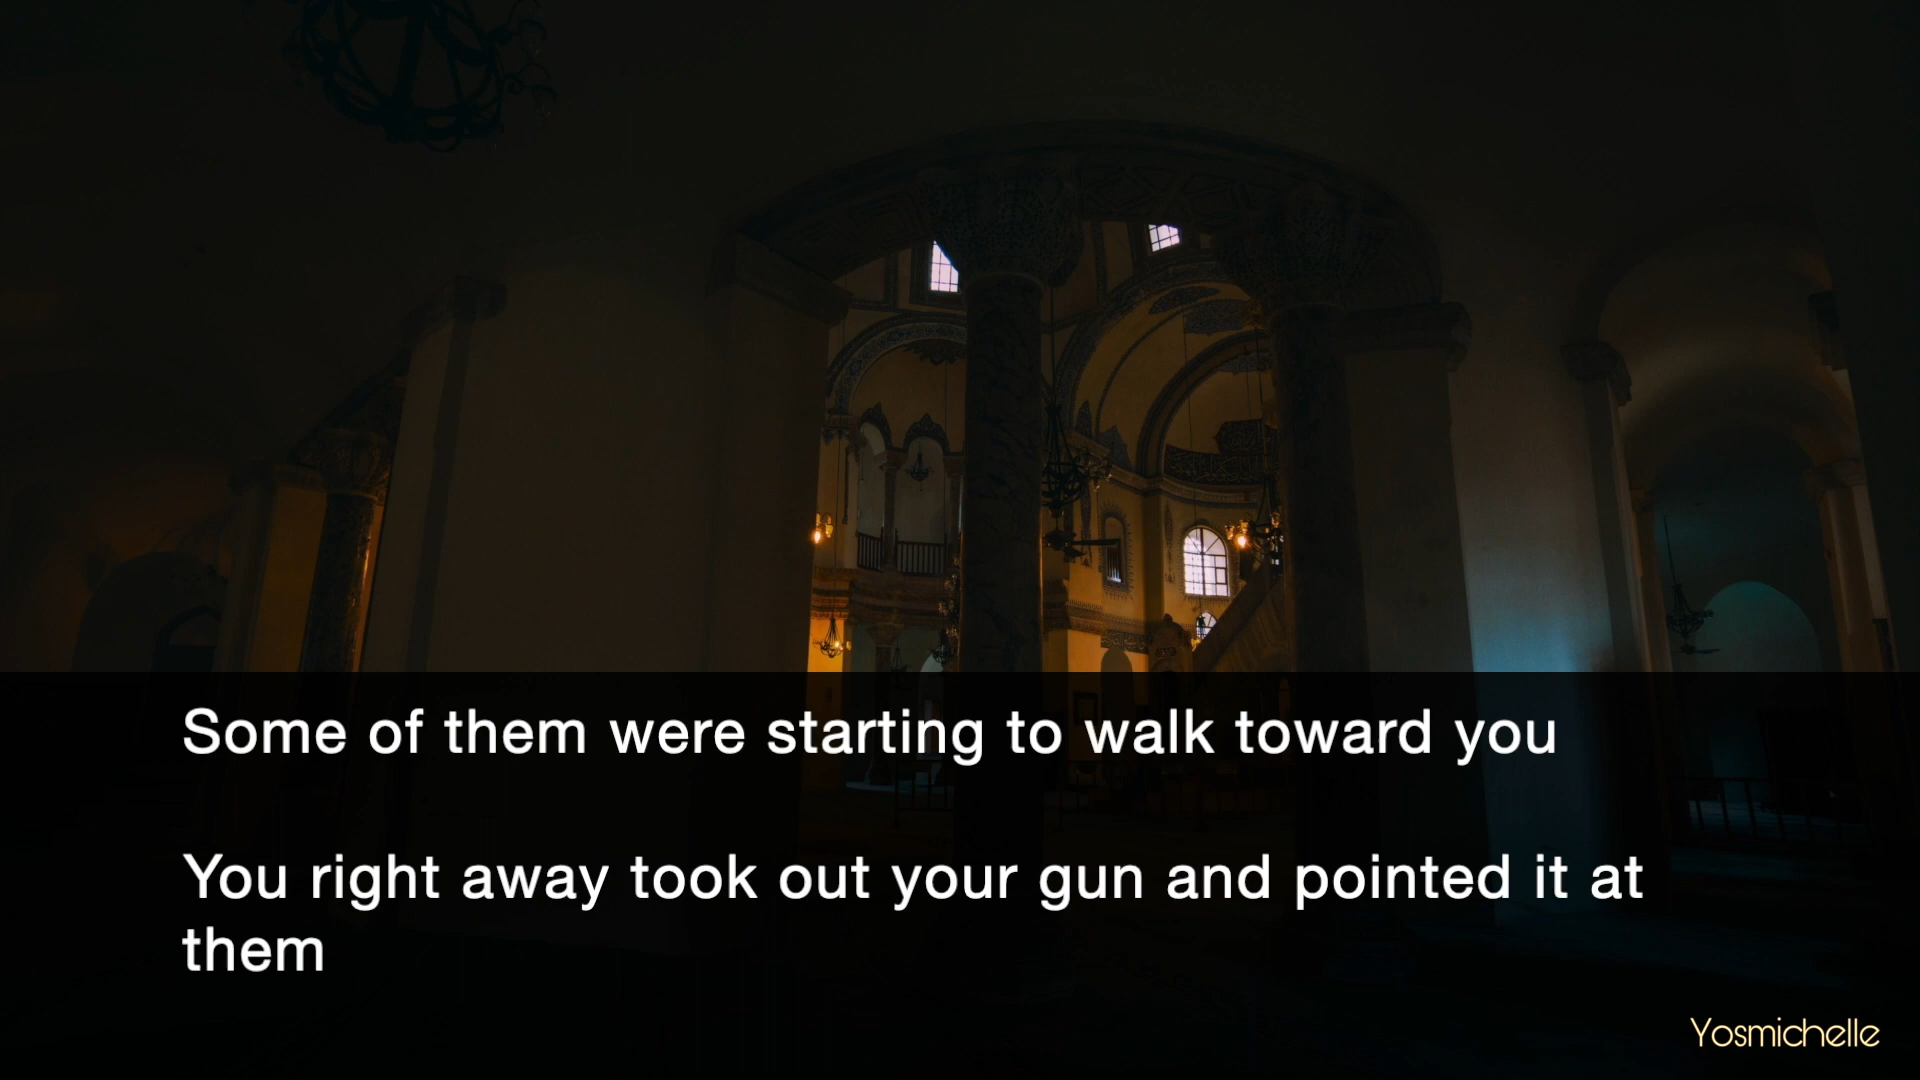 Some of them were starting to walk toward you
You right away took out your gun and pointed it at
them
Yosmichelle